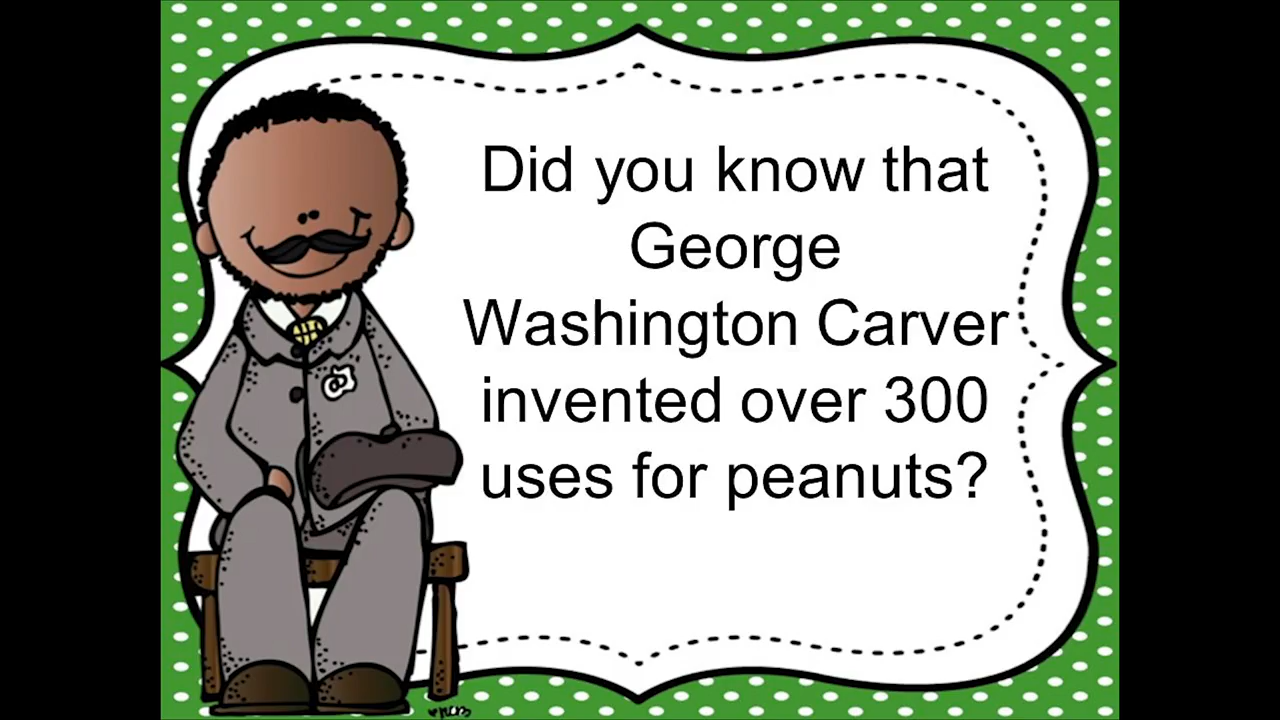 Did you know that
George
Washington Carver
invented over 300
uses for peanuts?